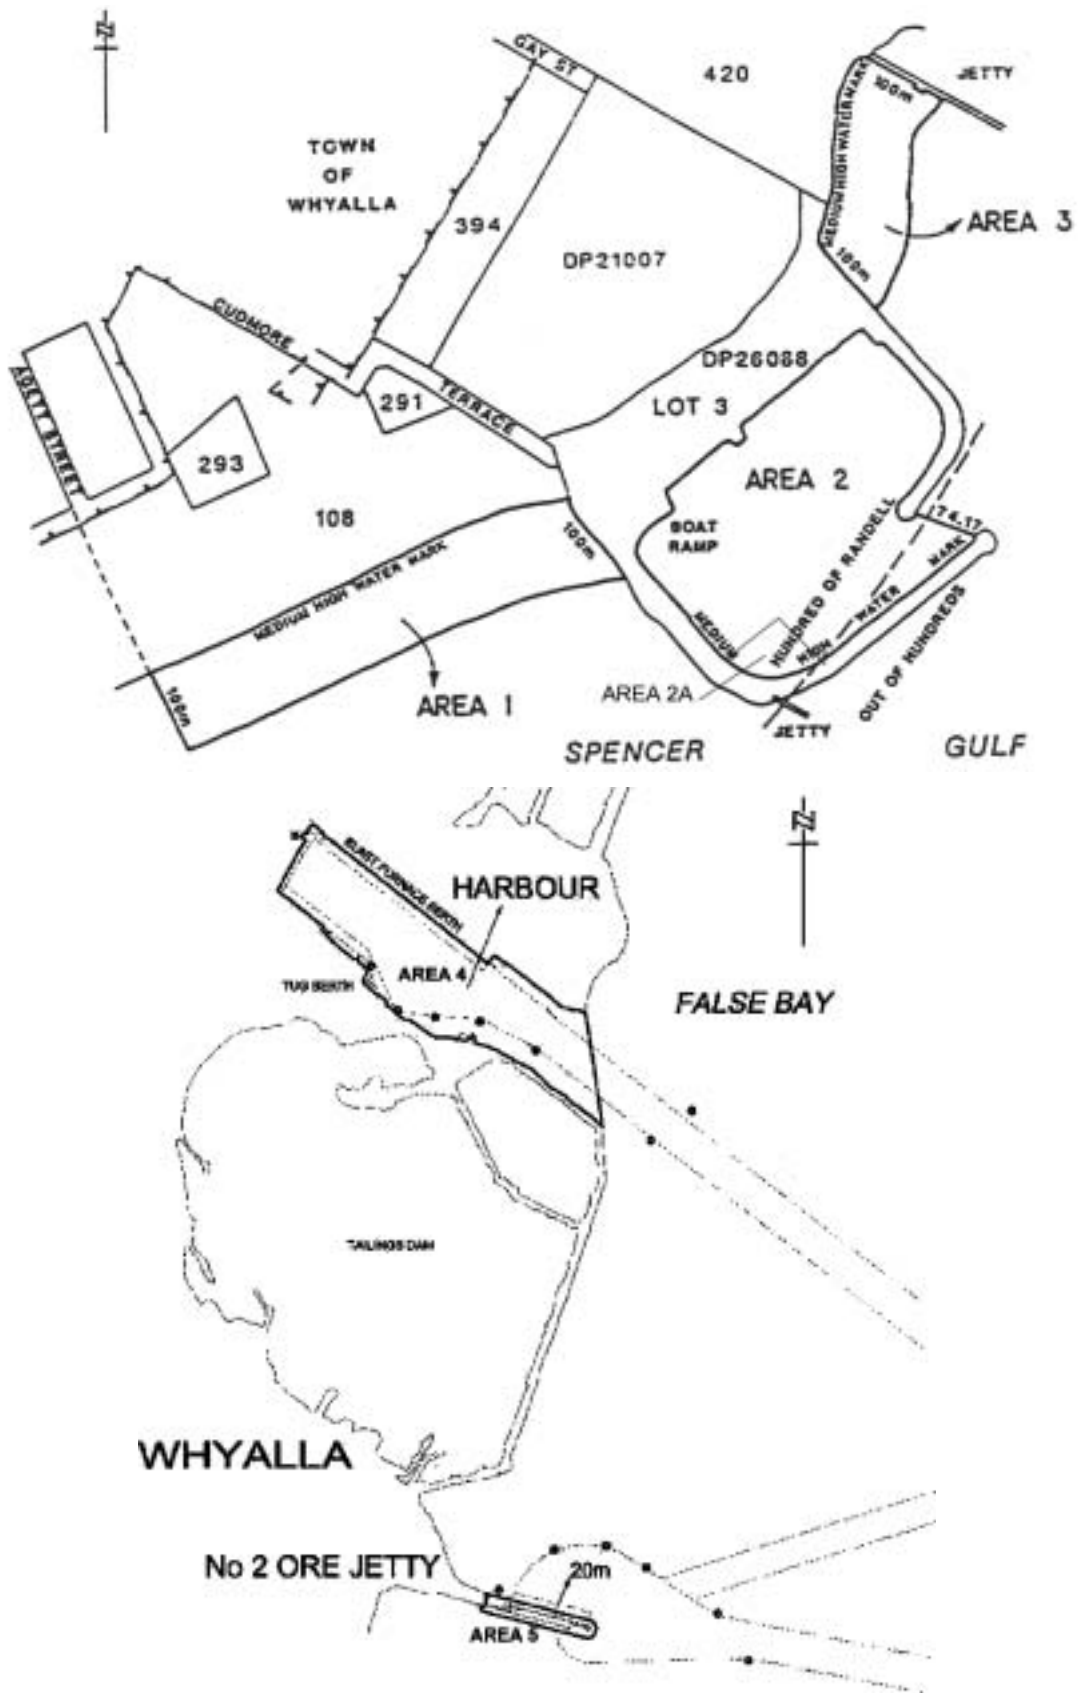 N
GAY ST
420
JETTY
100m
MEDIUM HIGH WATER MARK
TOWN
OF
WHYALLA
394
AREA 3
DP21007
100m
CUDMORE
DP26088
TERRACE
291
LOT 3
STREET
293
AREA 2
174.17
108
100m
BOAT
RAMP
HUNDRED OF RANDELL
MEDIUM HIGH WATER MARK
MEDIUM HIGH WATER MARK
OUT OF HUNDREDS
100m
AREA 1
AREA 2A
JETTY
SPENCER GULF
N
BLAST FURNACE BERTH
HARBOUR
AREA 4
TUG BERTH
FALSE BAY
TAILINGS DAM
WHYALLA
No 2 ORE JETTY
20m
AREA 5